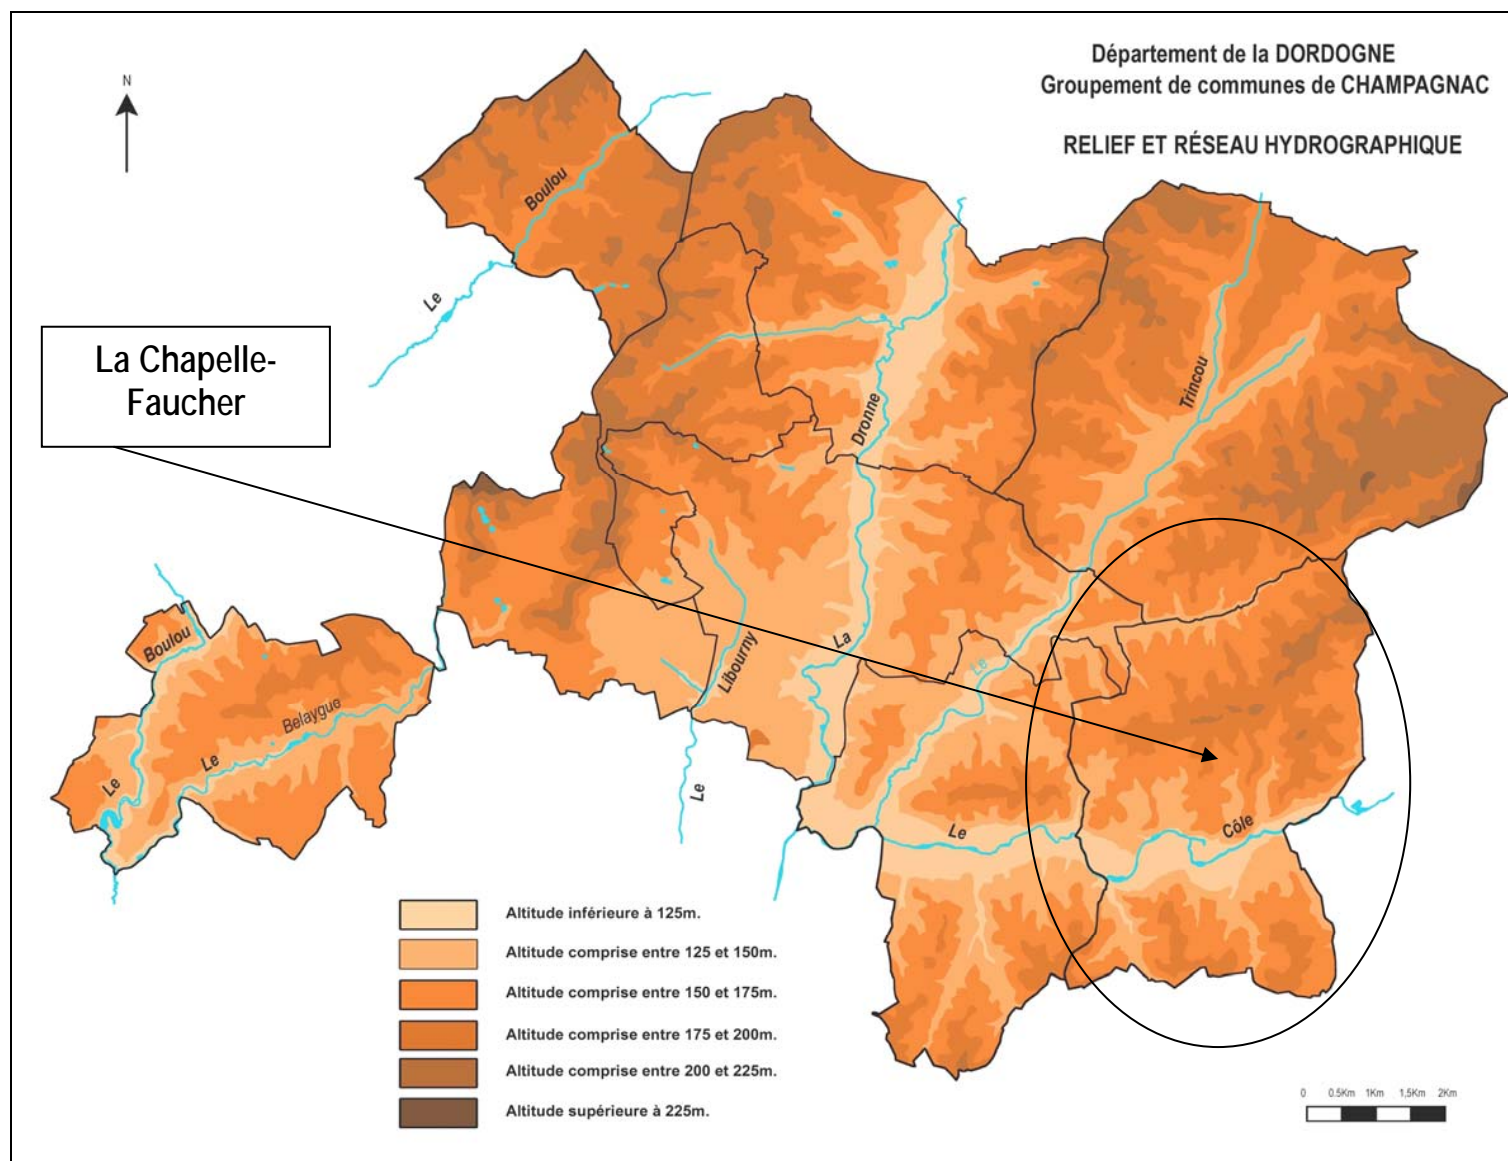 Département de la DORDOGNE
Groupement de communes de CHAMPAGNAC
RELIEF ET RÉSEAU HYDROGRAPHIQUE
N
Boulou
Le
La Chapelle-
Faucher
Trincou
Dronne
La
Le
Libourny
Le
Boulou
Belaygue
Le
Le
Le
Côle
Altitude inférieure à 125m.
Altitude comprise entre 125 et 150m.
Altitude comprise entre 150 et 175m.
Altitude comprise entre 175 et 200m.
Altitude comprise entre 200 et 225m.
Altitude supérieure à 225m.
0 0.5Km 1Km 1,5Km 2Km